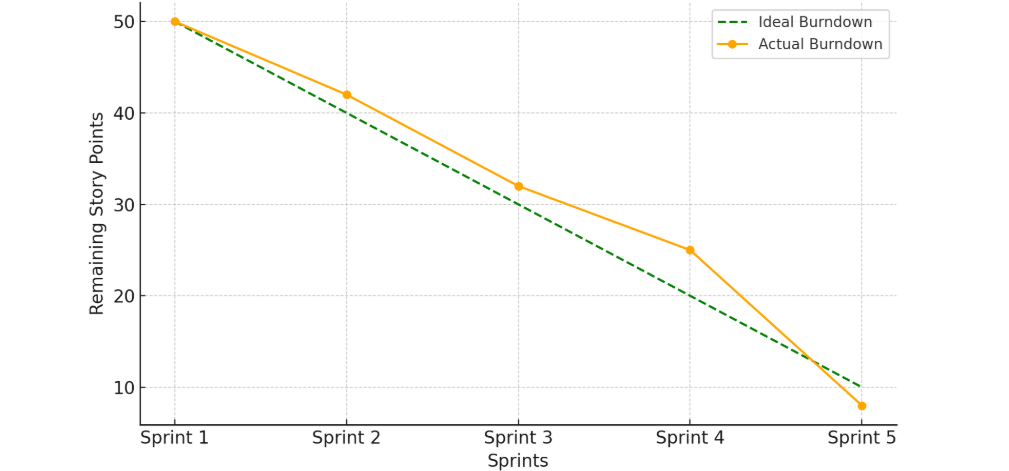 Ideal Burndown
Actual Burndown
50
40
30
20
10
Remaining Story Points
Sprint 1 Sprint 2 Sprint 3 Sprint 4 Sprint 5
Sprints